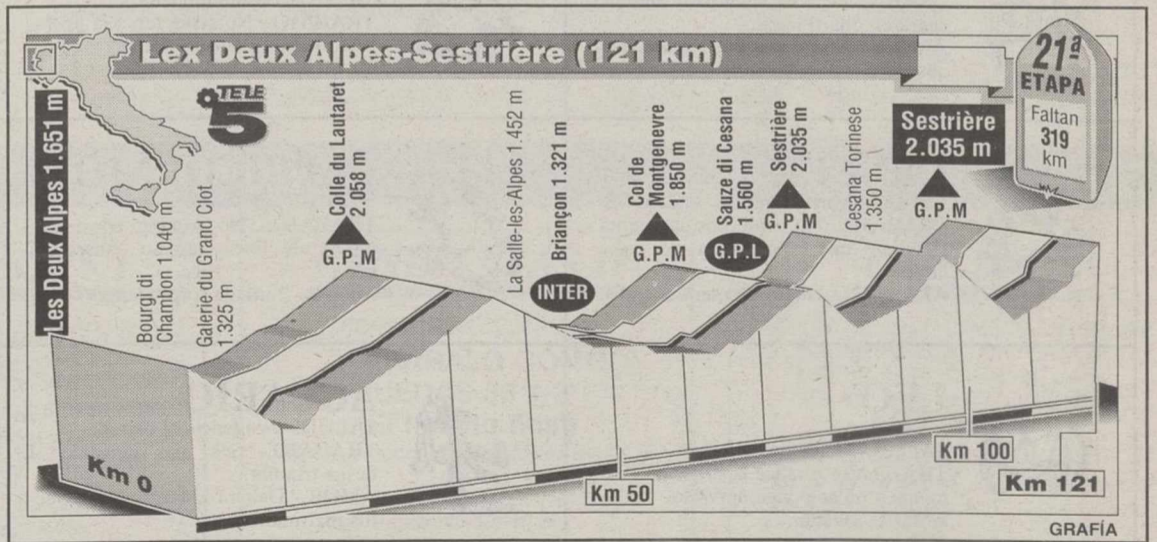 Lex Deux Alpes-Sestrière (121 km)
21ª
ETAPA
Faltan
319
km
TELE
5
Les Deux Alpes 1.651 m
Bourgi di
Chambon 1.040 m
Galerie du Grand Clot
1.325 m
Colle du Lautaret
2.058 m
G.P.M
La Salle-les-Alpes 1.452 m
Briançon 1.321 m
INTER
Col de
Montgenevre
1.850 m
G.P.M
Sauze di Cesana
1.560 m
G.P.L
Sestrière
2.035 m
G.P.M
Cesana Torinese
1.350 m
Sestrière
2.035 m
G.P.M
Km 0
Km 50
Km 100
Km 121
GRAFÍA